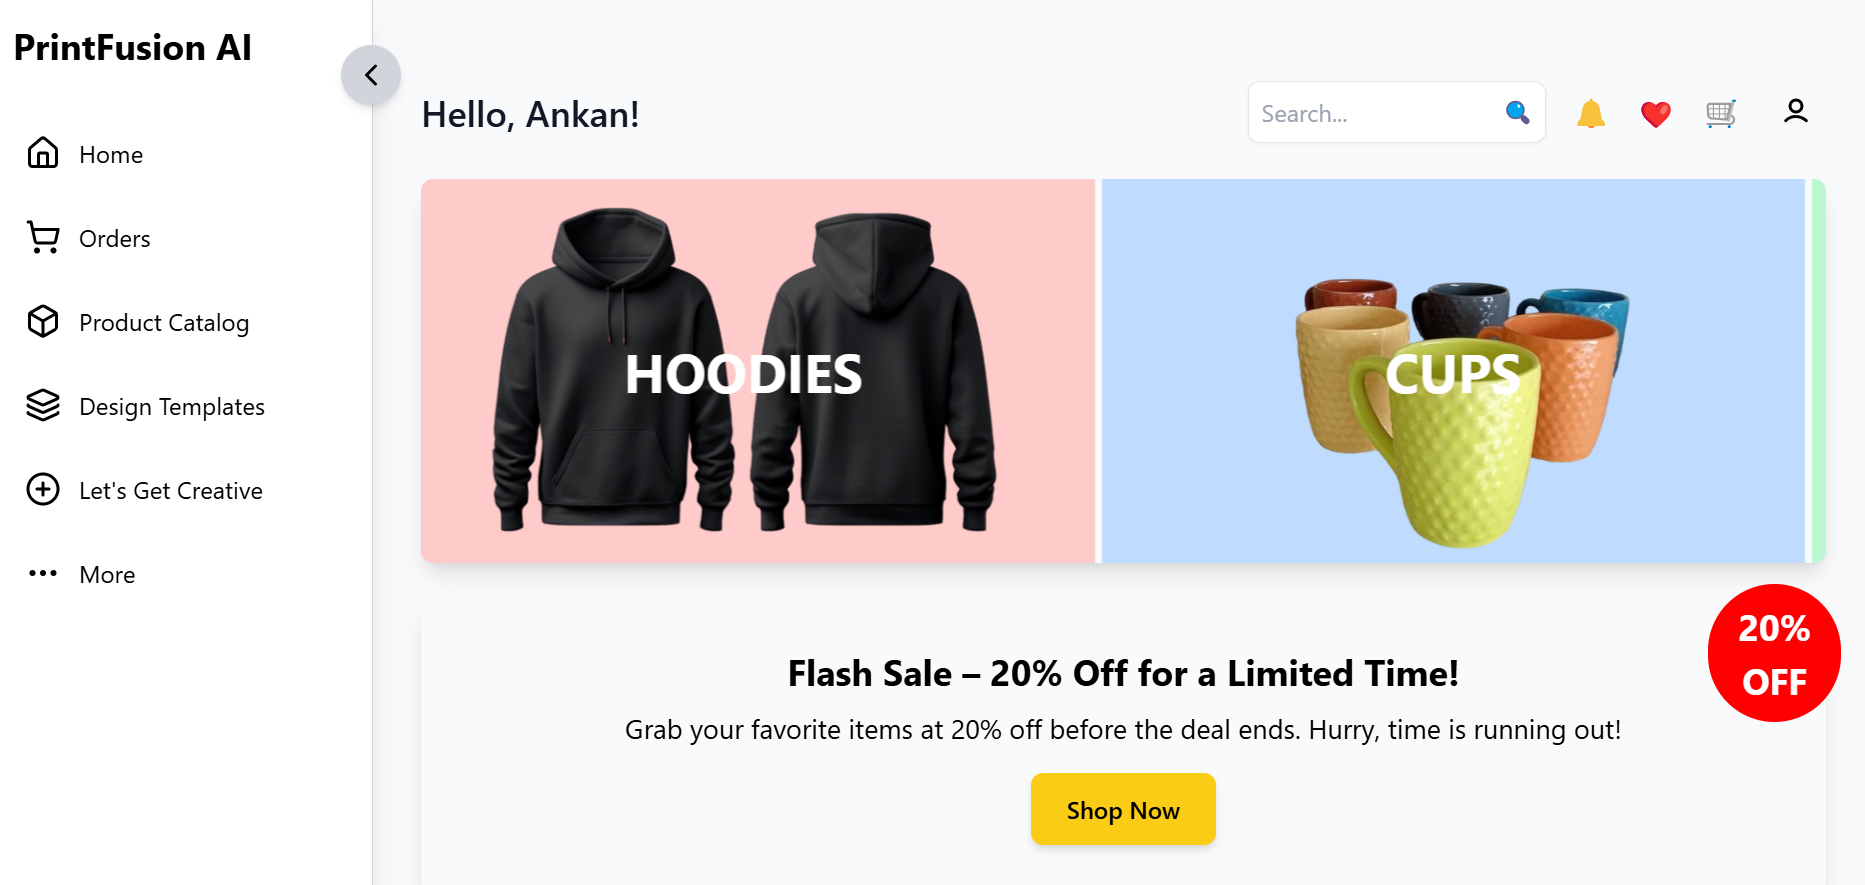 PrintFusion AI
Home
Orders
Product Catalog
Design Templates
Let's Get Creative
More
Hello, Ankan!
Search...
HOODIES
CUPS
20%
OFF
Flash Sale – 20% Off for a Limited Time!
Grab your favorite items at 20% off before the deal ends. Hurry, time is running out!
Shop Now